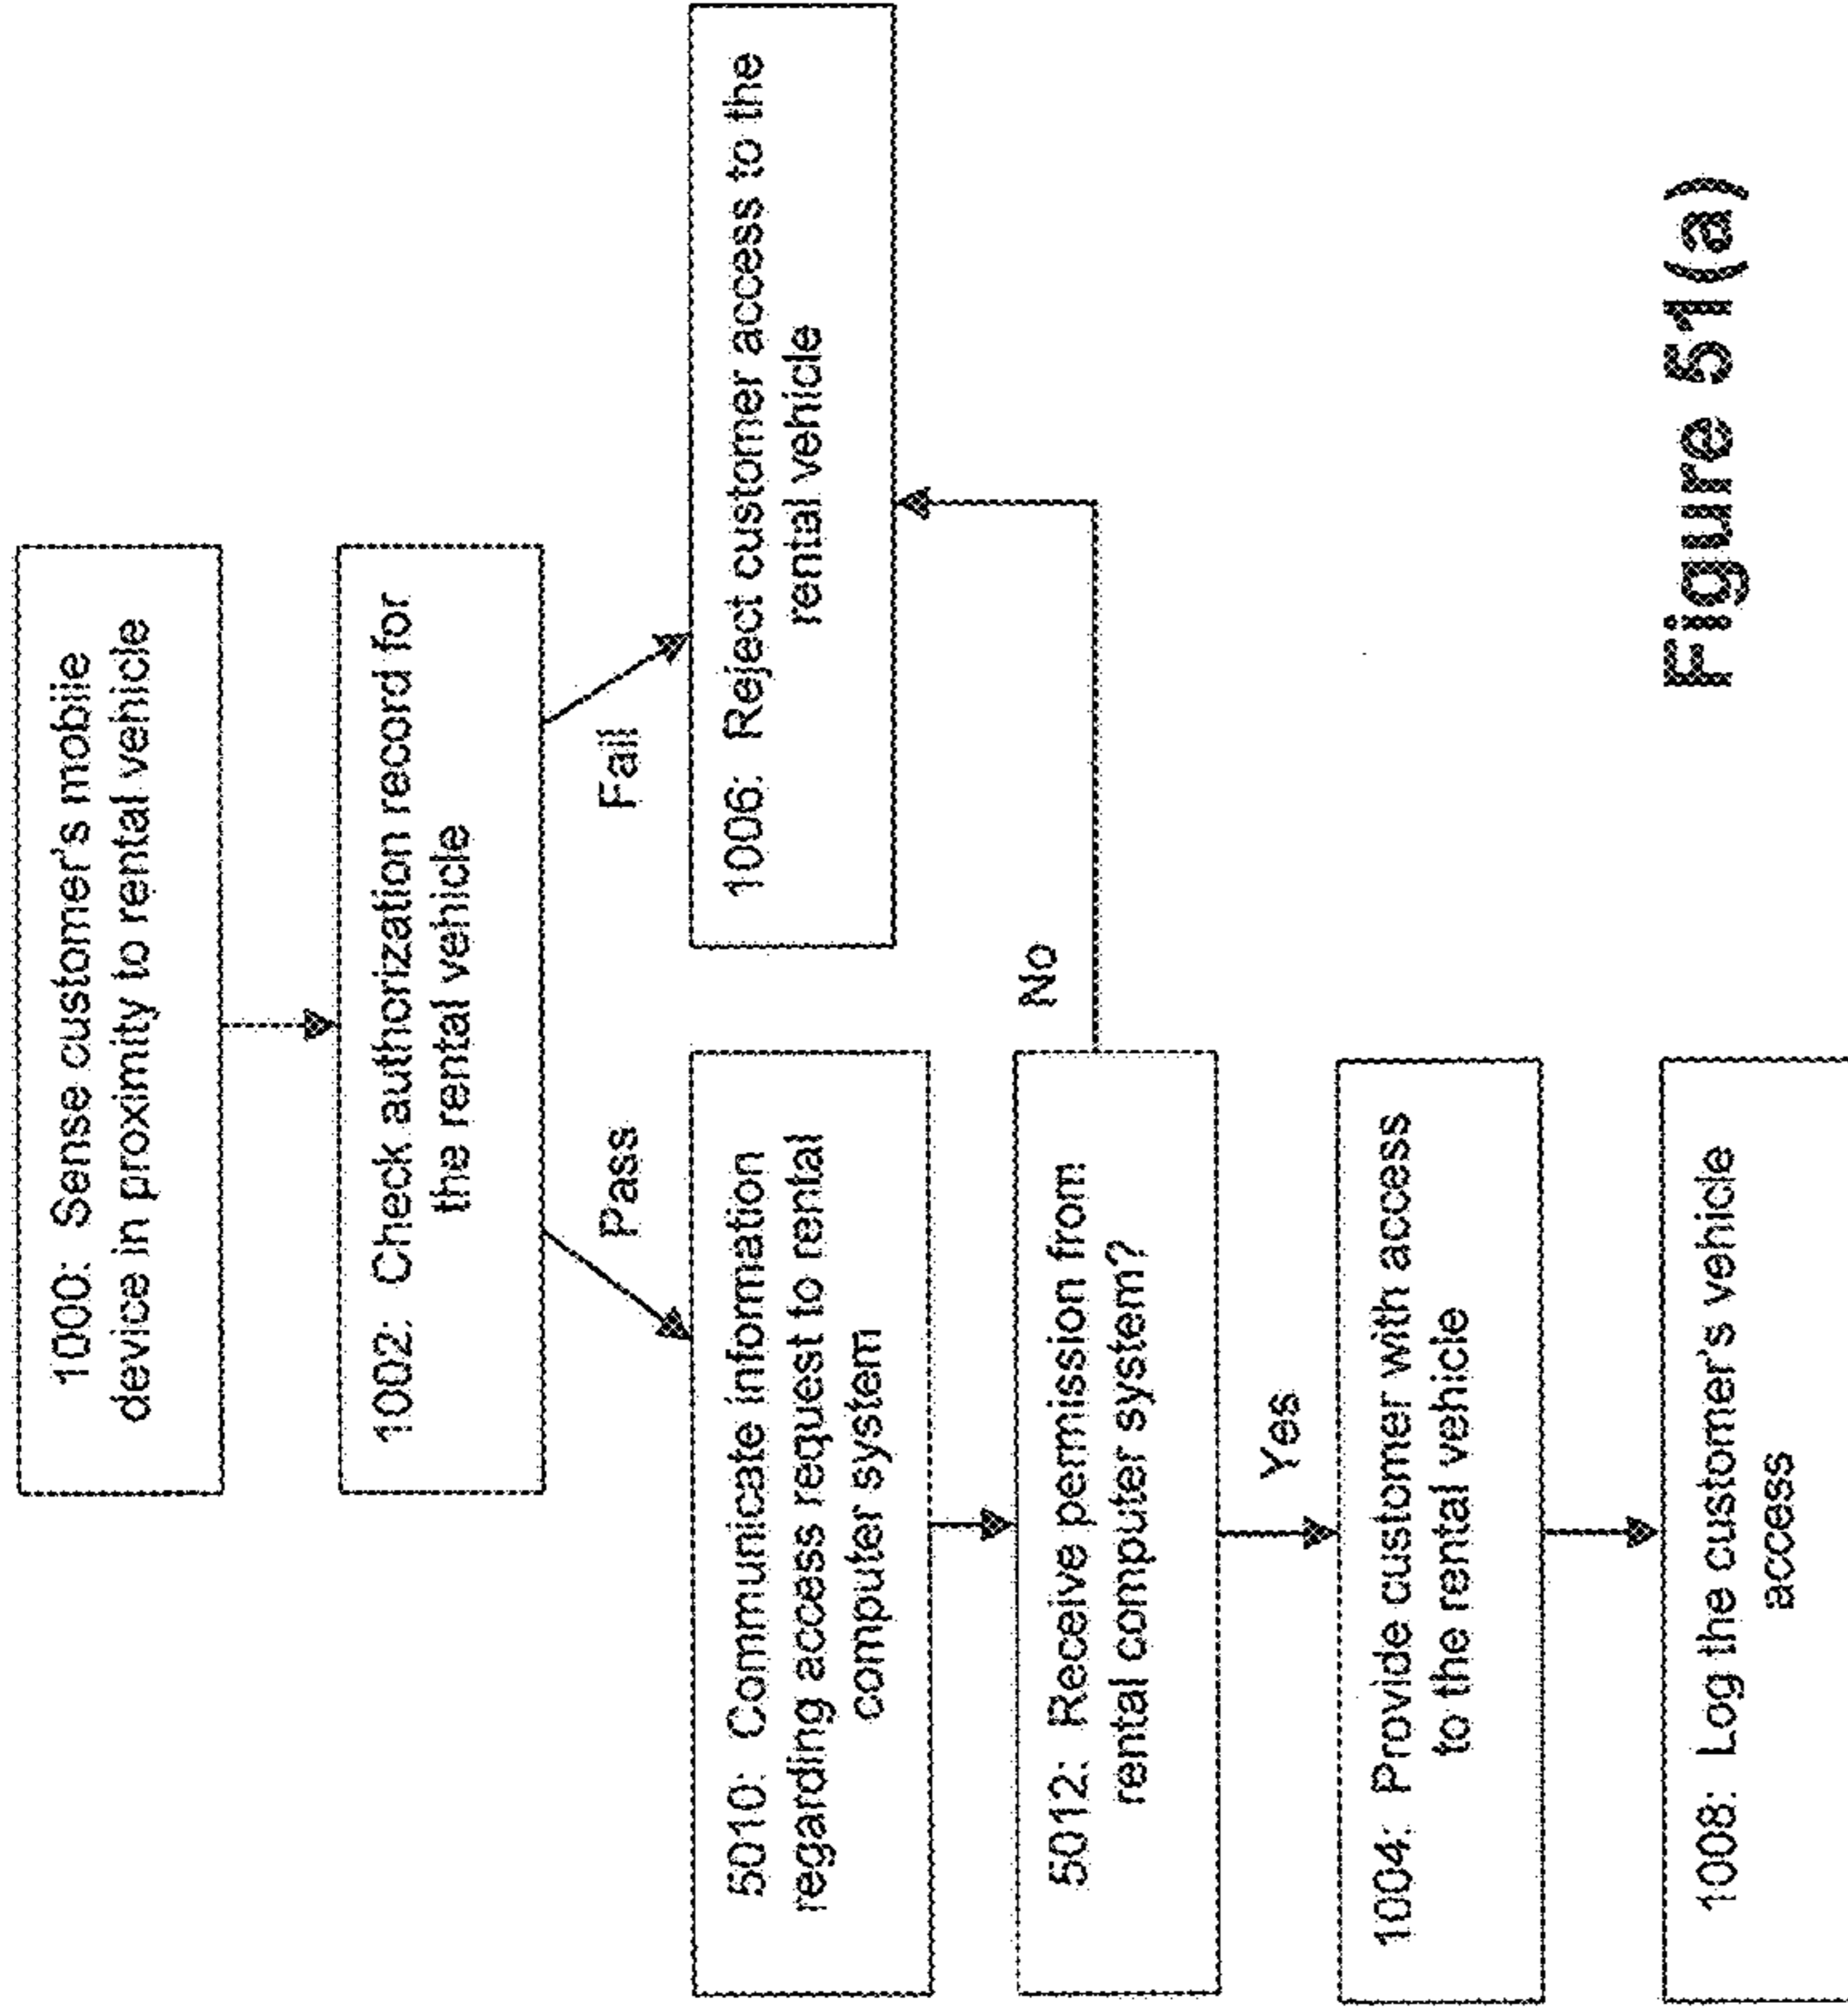 1000: Sense customer's mobile
device in proximity to rental vehicle
1002: Check authorization record for
the rental vehicle
Pass
Fail
5010: Communicate information
regarding access request to rental
computer system
1006: Reject customer access to the
rental vehicle
5012: Receive permission from
rental computer system?
No
Yes
1004: Provide customer with access
to the rental vehicle
1008: Log the customer's vehicle
access
Figure 51(a)